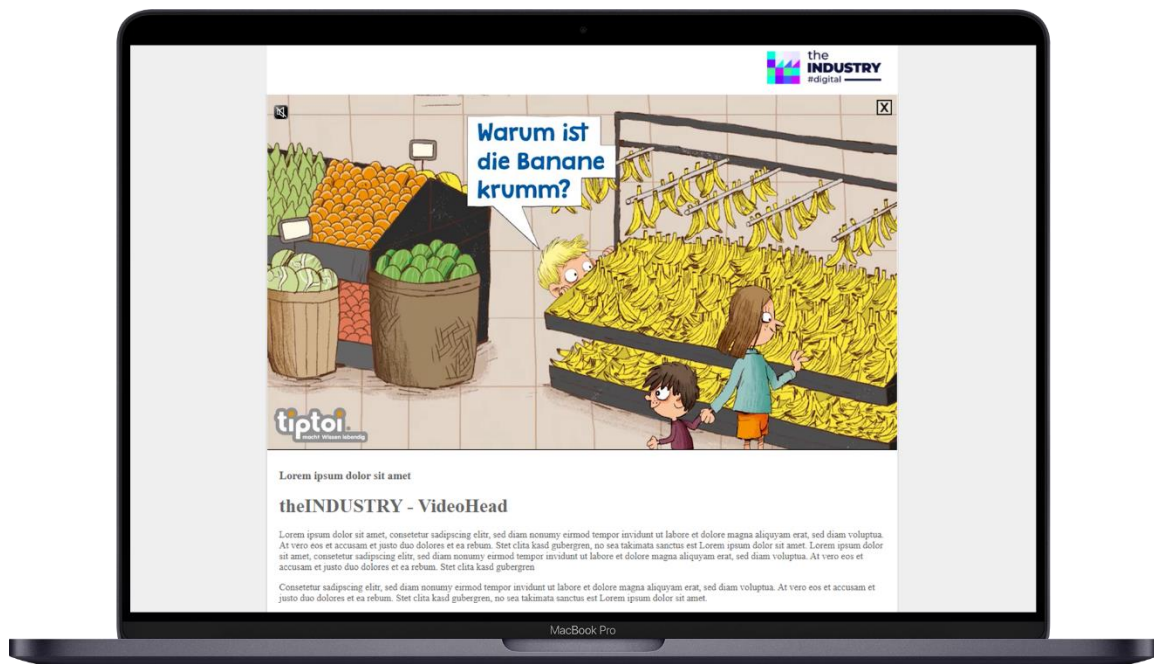 the
INDUSTRY
#digital
X
Warum ist
die Banane
krumm?
tiptoi
macht Wissen lebendig
Lorem ipsum dolor sit amet
theINDUSTRY - VideoHead
Lorem ipsum dolor sit amet, consetetur sadipscing elitr, sed diam nonumy eirmod tempor invidunt ut labore et dolore magna aliquyam erat, sed diam voluptua.
At vero eos et accusam et justo duo dolores et ea rebum. Stet clita kasd gubergren, no sea takimata sanctus est Lorem ipsum dolor sit amet. Lorem ipsum dolor
sit amet, consetetur sadipscing elitr, sed diam nonumy eirmod tempor invidunt ut labore et dolore magna aliquyam erat, sed diam voluptua. At vero eos et
accusam et justo duo dolores et ea rebum. Stet clita kasd gubergren
Consetetur sadipscing elitr, sed diam nonumy eirmod tempor invidunt ut labore et dolore magna aliquyam erat, sed diam voluptua. At vero eos et accusam et
justo duo dolores et ea rebum. Stet clita kasd gubergren, no sea takimata sanctus est Lorem ipsum dolor sit amet.
MacBook Pro